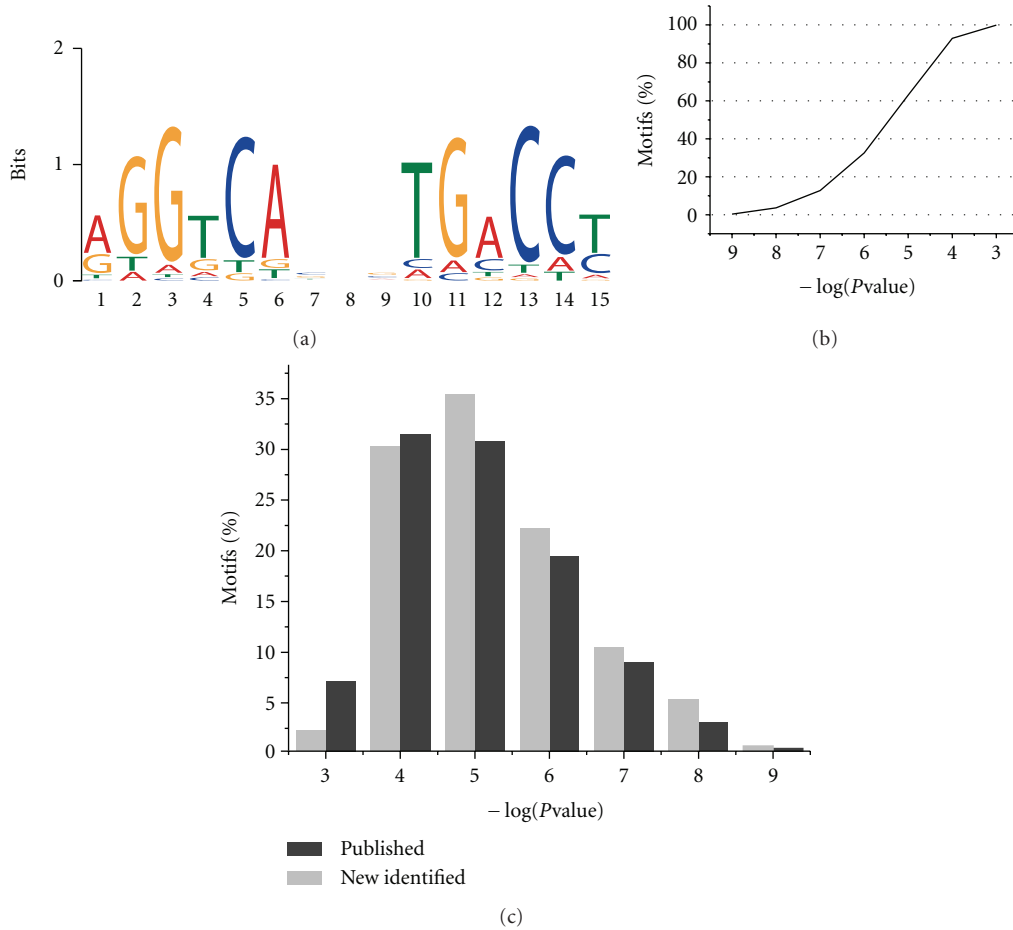 2
1
0
Bits
A G G T C A T G A C C T
1 2 3 4 5 6 7 8 9 10 11 12 13 14 15
(a)
100
80
60
40
20
0
Motifs (%)
9 8 7 6 5 4 3
− log(Pvalue)
(b)
35
30
25
20
15
10
5
0
Motifs (%)
3 4 5 6 7 8 9
− log(Pvalue)
Published
New identified
(c)